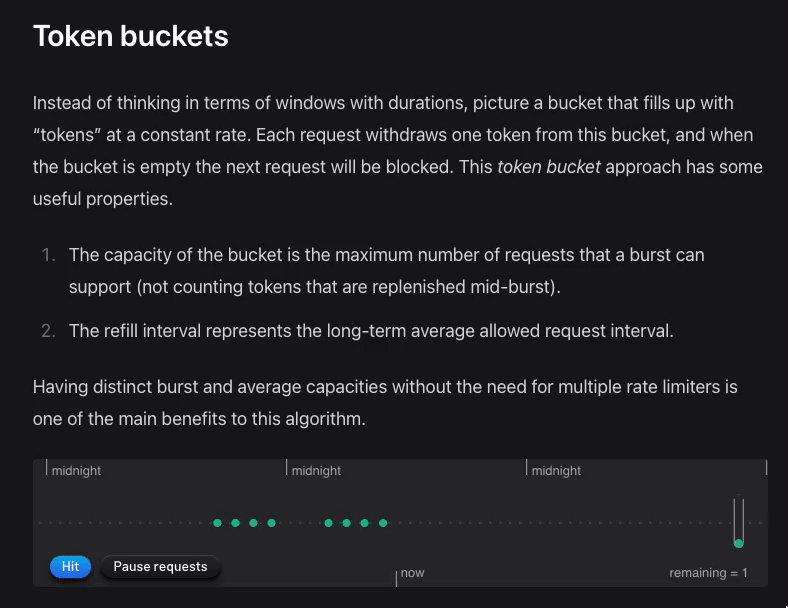 Token buckets
Instead of thinking in terms of windows with durations, picture a bucket that fills up with
“tokens” at a constant rate. Each request withdraws one token from this bucket, and when
the bucket is empty the next request will be blocked. This token bucket approach has some
useful properties.
1. The capacity of the bucket is the maximum number of requests that a burst can
support (not counting tokens that are replenished mid-burst).
2. The refill interval represents the long-term average allowed request interval.
Having distinct burst and average capacities without the need for multiple rate limiters is
one of the main benefits to this algorithm.
midnight midnight midnight
Hit Pause requests now remaining = 1